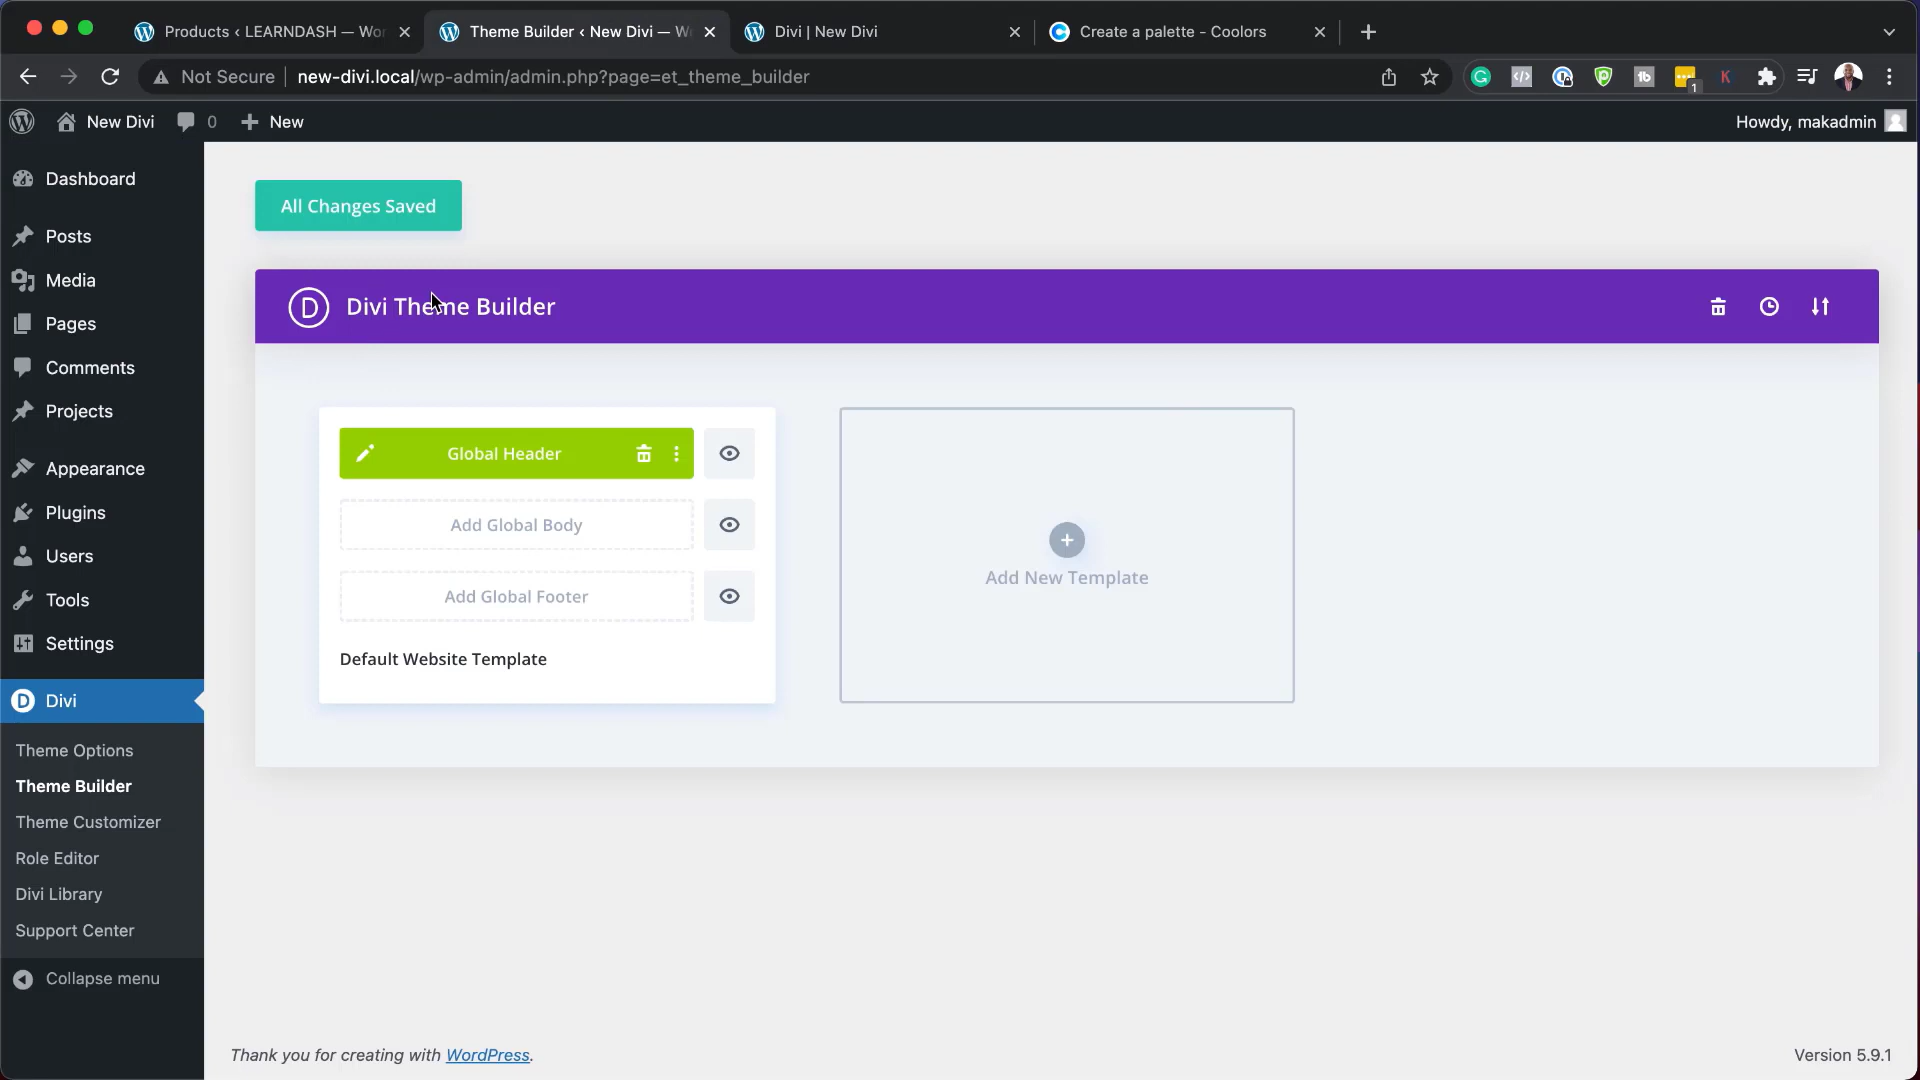 Products ‹ LEARNDASH — Wor
Theme Builder ‹ New Divi — W
Divi | New Divi
Create a palette - Coolors
Not Secure
new-divi.local/wp-admin/admin.php?page=et_theme_builder
1
New Divi
0
New
Howdy, makadmin
Dashboard
Posts
Media
Pages
Comments
Projects
Appearance
Plugins
Users
Tools
Settings
Divi
Theme Options
Theme Builder
Theme Customizer
Role Editor
Divi Library
Support Center
Collapse menu
All Changes Saved
D Divi Theme Builder
Global Header
Add Global Body
Add Global Footer
Default Website Template
Add New Template
Thank you for creating with WordPress.
Version 5.9.1